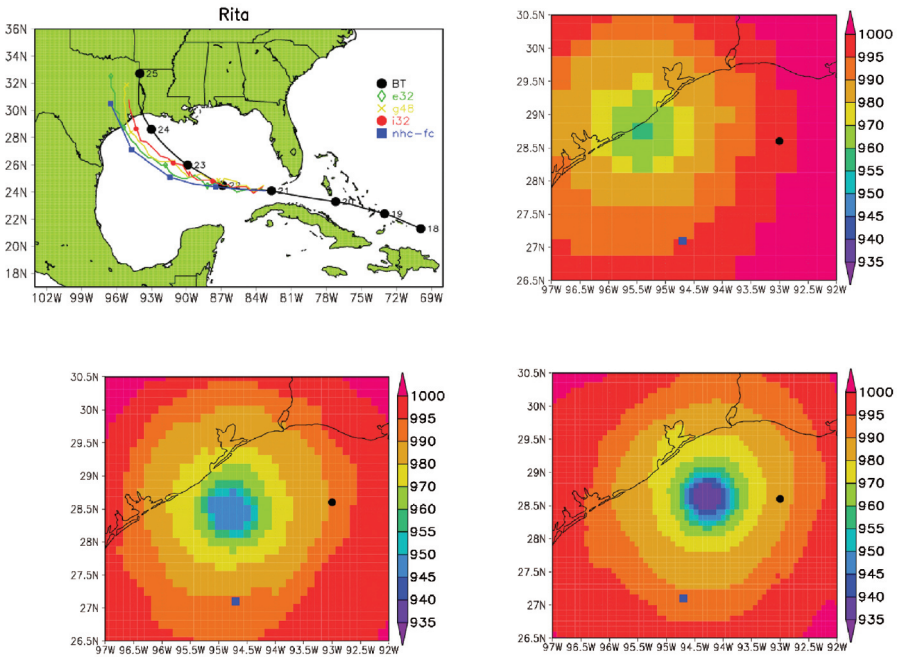 Rita
36N
34N
32N
30N
28N
26N
24N
22N
20N
18N
102W 99W 96W 93W 90W 87W 84W 81W 78W 75W 72W 69W
25
24
23
22
21
20
19
18
BT
e32
g48
i32
nhc-fc
30.5N
29.5N
28.5N
27.5N
27N
26.5N
97W 96.5W 96W 95.5W 95W 94.5W 94W 93.5W 93W 92.5W 92W
1000
995
990
980
970
960
955
950
945
940
935
30.5N
30N
29.5N
29N
28.5N
28N
27.5N
27N
26.5N
97W 96.5W 96W 95.5W 95W 94.5W 94W 93.5W 93W 92.5W 92W
1000
995
990
980
970
960
955
950
945
940
935
30.5N
30N
29.5N
29N
28.5N
28N
27.5N
27N
26.5N
97W 96.5W 96W 95.5W 95W 94.5W 94W 93.5W 93W 92.5W 92W
1000
995
990
980
970
960
955
950
945
940
935